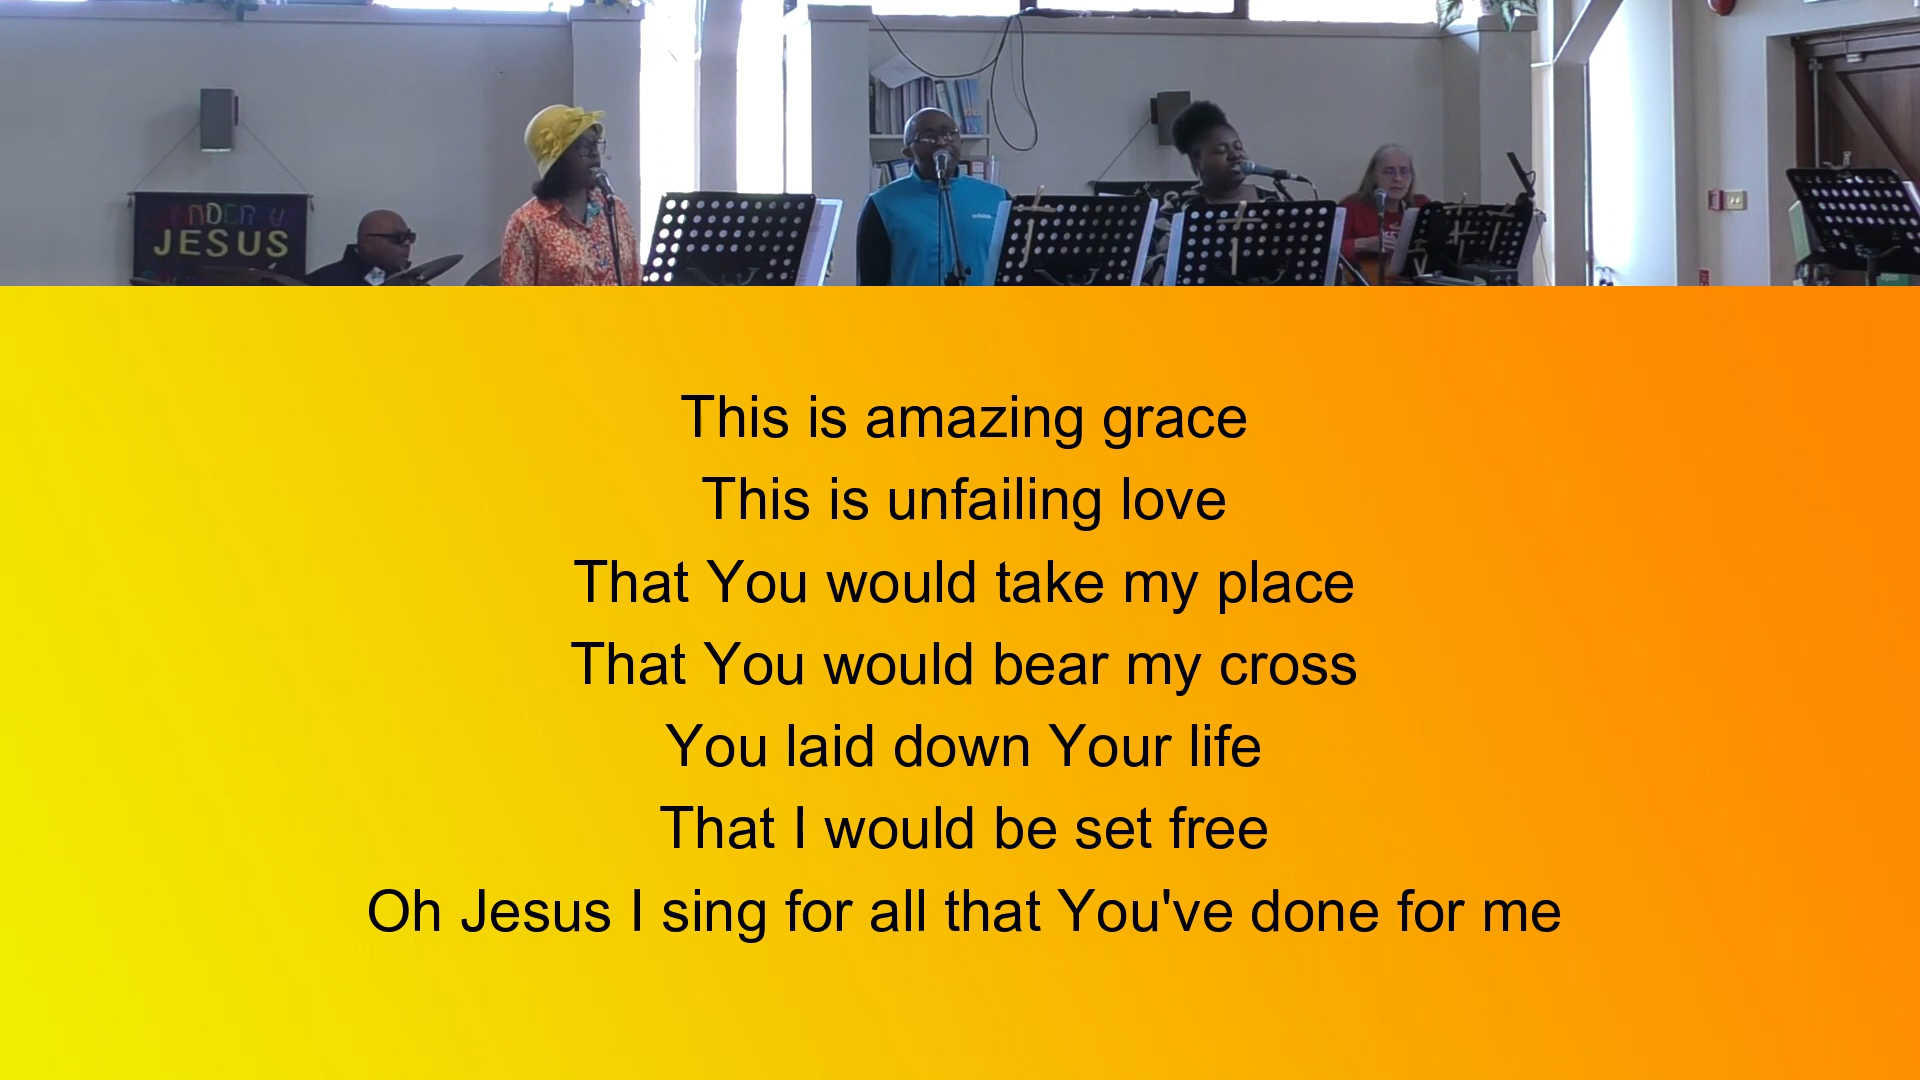 JESUS
This is amazing grace
This is unfailing love
That You would take my place
That You would bear my cross
You laid down Your life
That I would be set free
Oh Jesus I sing for all that You've done for me